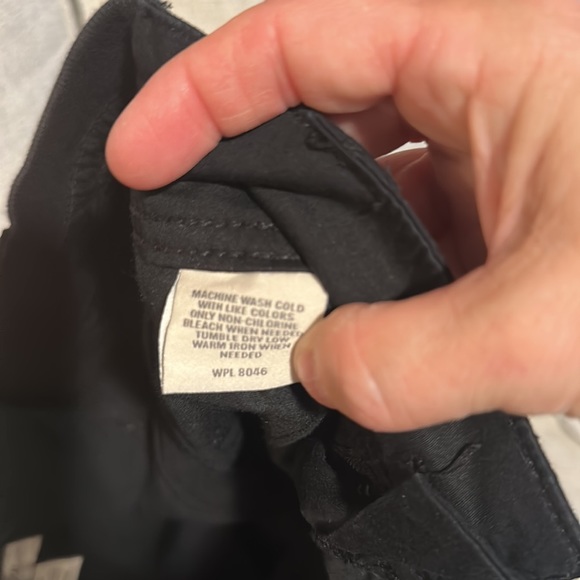 MACHINE WASH COLD
WITH LIKE COLORS
ONLY NON-CHLORINE
BLEACH WHEN NEEDED
TUMBLE DRY LOW
WARM IRON WHEN
NEEDED
WPL 8046